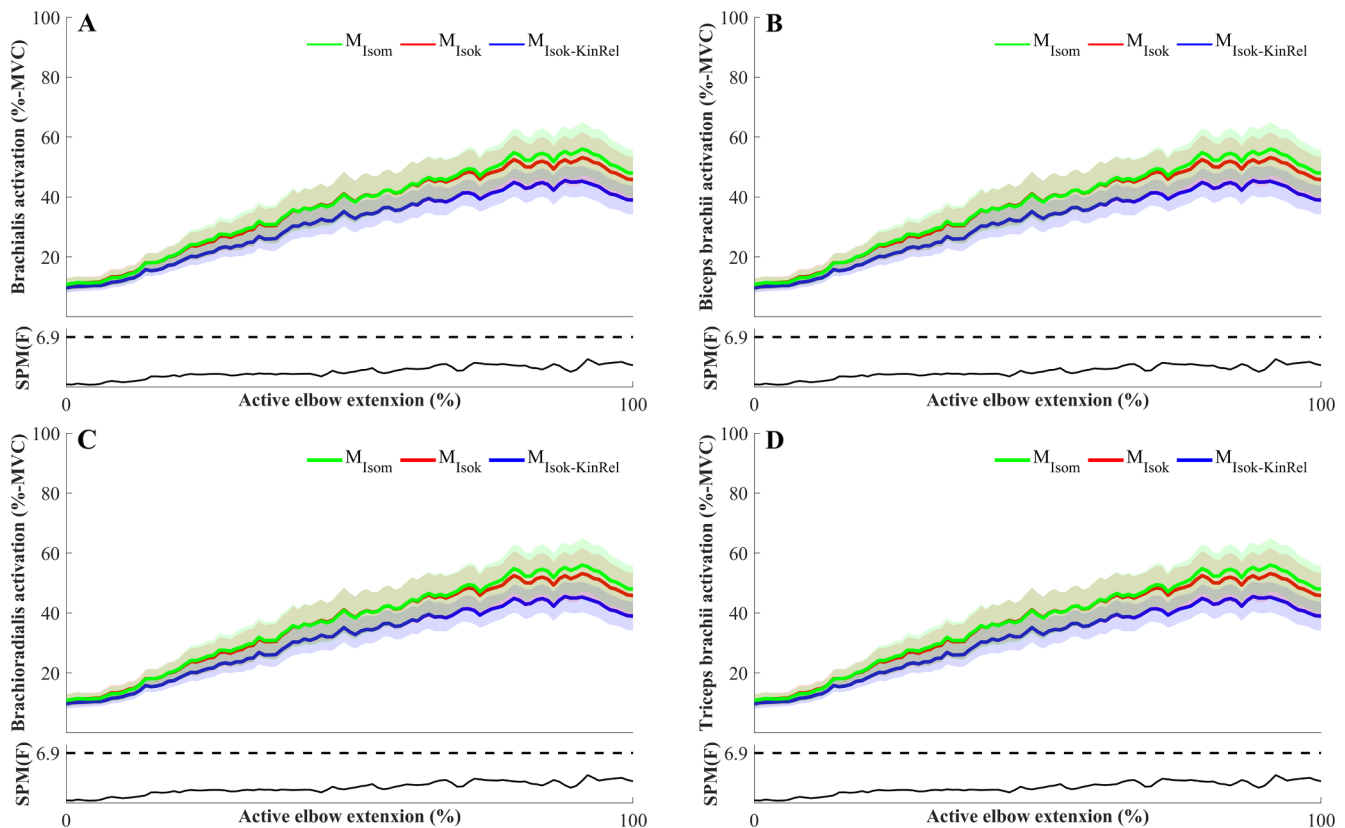 A
M_Isom M_Isok M_Isok-KinRel
Brachialis activation (%-MVC)
100
80
60
40
20
SPM(F)
6.9
0
100
Active elbow extenxion (%)
B
M_Isom M_Isok M_Isok-KinRel
Biceps brachii activation (%-MVC)
100
80
60
40
20
SPM(F)
6.9
0
100
Active elbow extenxion (%)
C
M_Isom M_Isok M_Isok-KinRel
Brachioradialis activation (%-MVC)
100
80
60
40
20
SPM(F)
6.9
0
100
Active elbow extenxion (%)
D
M_Isom M_Isok M_Isok-KinRel
Triceps brachii activation (%-MVC)
100
80
60
40
20
SPM(F)
6.9
0
100
Active elbow extenxion (%)